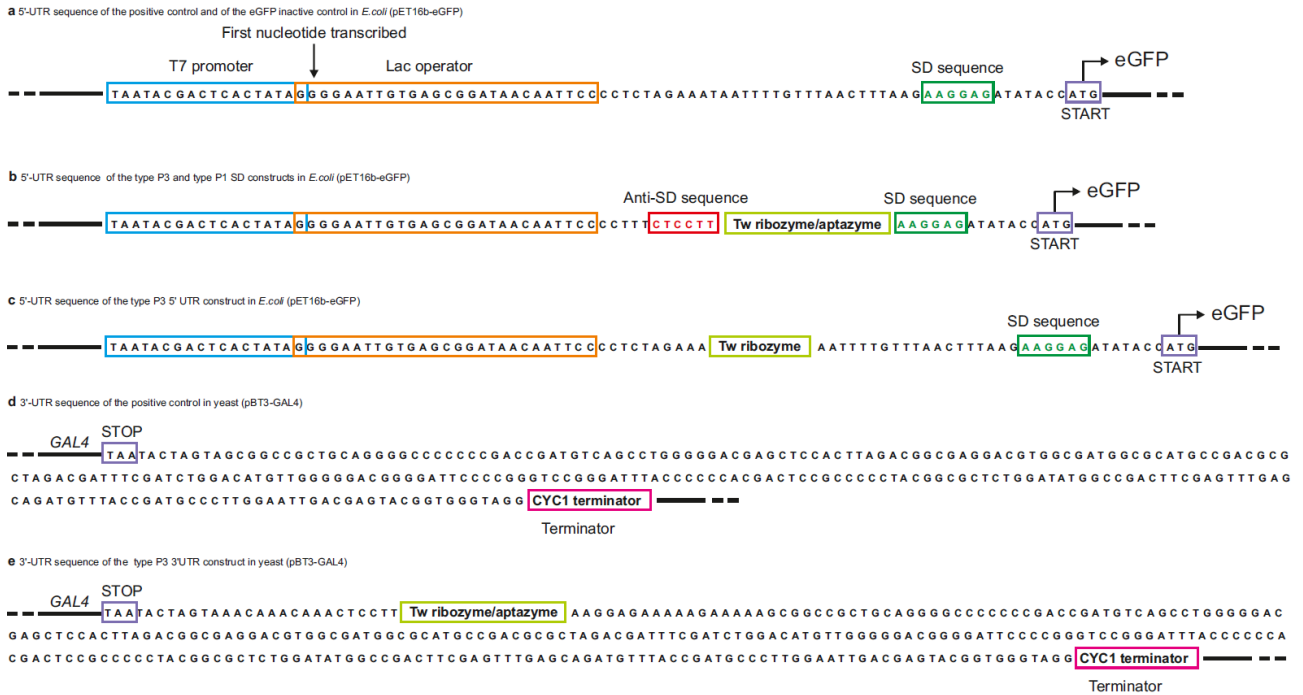 a 5'-UTR sequence of the positive control and of the eGFP inactive control in E.coli (pET16b-eGFP)
First nucleotide transcribed
T7 promoter Lac operator SD sequence eGFP
TAATACGACTCACTATAGGGGAATTGTGAGCGGATAACAATTCCCCTCTAGAAATAATTTTGTTTAACTTTAAGAAGGAGATATACCATG
START
b 5'-UTR sequence of the type P3 and type P1 SD constructs in E.coli (pET16b-eGFP)
Anti-SD sequence SD sequence eGFP
TAATACGACTCACTATAGGGGAATTGTGAGCGGATAACAATTCCCCTTTCTCCTT Tw ribozyme/aptazyme AAGGAGATATACCATG
START
c 5'-UTR sequence of the type P3 5' UTR construct in E.coli (pET16b-eGFP)
SD sequence eGFP
TAATACGACTCACTATAGGGGAATTGTGAGCGGATAACAATTCCCCTCTAGAAA Tw ribozyme AATTTTGTTTAACTTTAAGAAGGAGATATACCATG
START
d 3'-UTR sequence of the positive control in yeast (pBT3-GAL4)
GAL4 STOP
TAATACTAGTAGCGGCCGCTGCAGGGGCCCCCCCGACCGATGTCAGCCTGGGGGACGAGCTCCACTTAGACGGCGAGGACGTGGCGATGGCGCATGCCGACGCG
CTAGACGATTTCGATCTGGACATGTTGGGGGACGGGGATTCCCCGGGTCCGGGATTTACCCCCCACGACTCCGCCCCCTACGGCGCTCTGGATATGGCCGACTTCGAGTTTGAG
CAGATGTTTACCGATGCCCTTGGAATTGACGAGTACGGTGGGTAGG CYC1 terminator
Terminator
e 3'-UTR sequence of the type P3 3'UTR construct in yeast (pBT3-GAL4)
GAL4 STOP
TAATACTAGTAAACAAACAAACTCCTT Tw ribozyme/aptazyme AAGGAGAAAAAGAAAAAGCGGCCGCTGCAGGGGCCCCCCCGACCGATGTCAGCCTGGGGGAC
GAGCTCCACTTAGACGGCGAGGACGTGGCGATGGCGCATGCCGACGCGCTAGACGATTTCGATCTGGACATGTTGGGGGACGGGGATTCCCCGGGTCCGGGATTTACCCCCCA
CGACTCCGCCCCCTACGGCGCTCTGGATATGGCCGACTTCGAGTTTGAGCAGATGTTTACCGATGCCCTTGGAATTGACGAGTACGGTGGGTAGG CYC1 terminator
Terminator